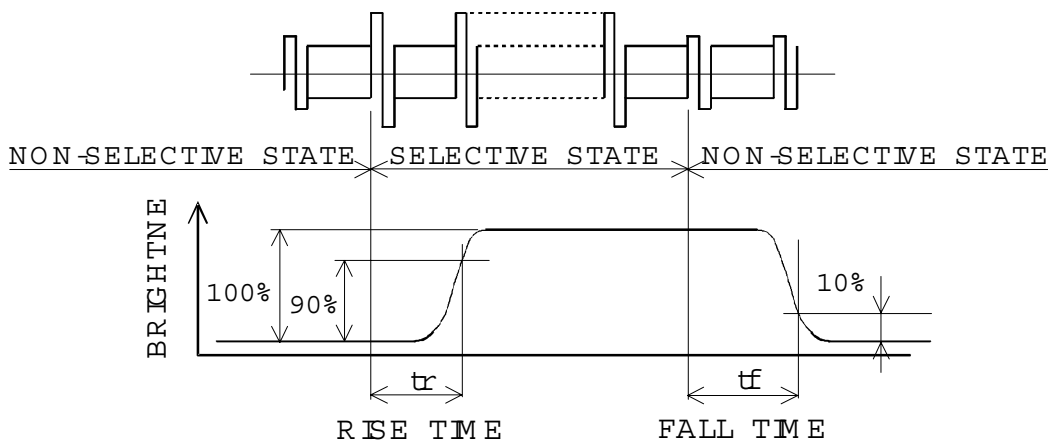 NON-SELECTIVE STATE SELECTIVE STATE NON-SELECTIVE STATE
BRIGHTNE
100%
90%
10%
tr
tf
RISE TIME
FALL TIME